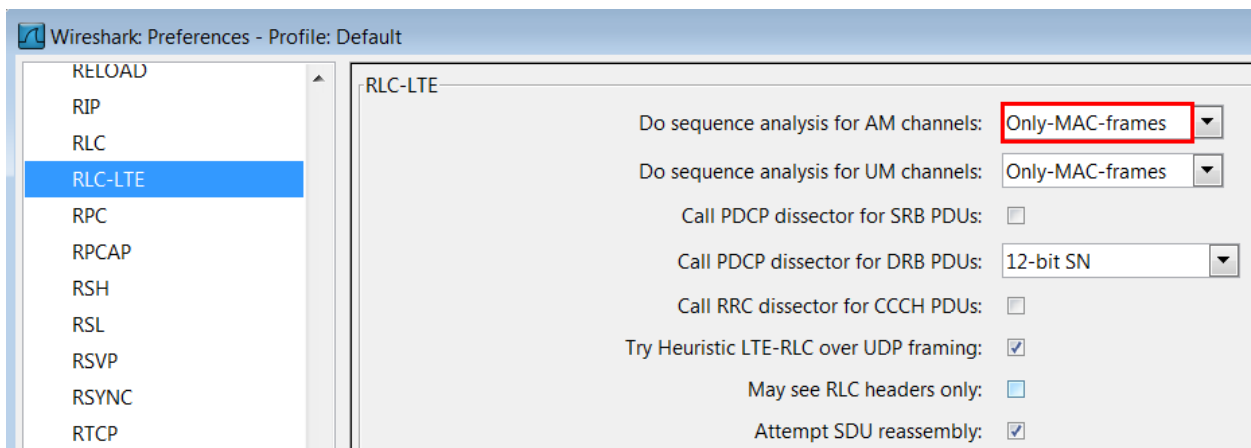 Wireshark: Preferences - Profile: Default
RELOAD
RIP
RLC
RLC-LTE
RPC
RPCAP
RSH
RSL
RSVP
RSYNC
RTCP
RLC-LTE
Do sequence analysis for AM channels: Only-MAC-frames
Do sequence analysis for UM channels: Only-MAC-frames
Call PDCP dissector for SRB PDUs:
Call PDCP dissector for DRB PDUs: 12-bit SN
Call RRC dissector for CCCH PDUs:
Try Heuristic LTE-RLC over UDP framing:
May see RLC headers only:
Attempt SDU reassembly: